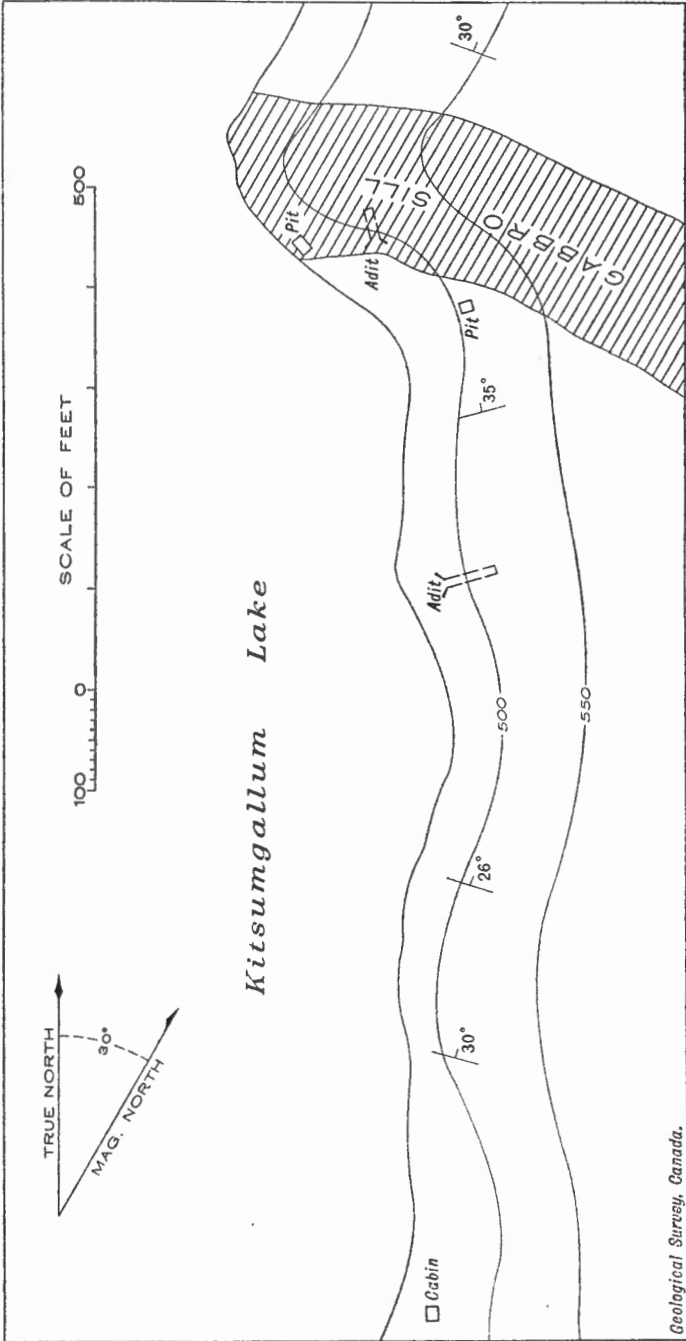 TRUE NORTH
30°
MAG. NORTH
SCALE OF FEET
100 0 500
Kitsumgallum Lake
Pit
Adit
SILL
GABBRO
Pit
30°
35°
Adit
500
550
26°
30°
Cabin
Geological Survey, Canada.